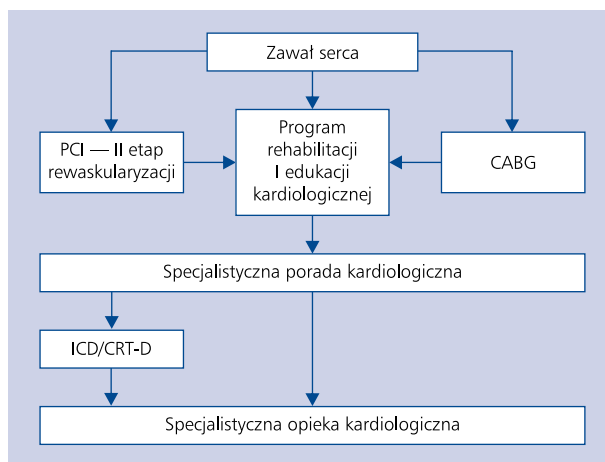 Zawał serca
PCI — II etap
rewaskularyzacji
Program
rehabilitacji
I edukacji
kardiologicznej
CABG
Specjalistyczna porada kardiologiczna
ICD/CRT-D
Specjalistyczna opieka kardiologiczna